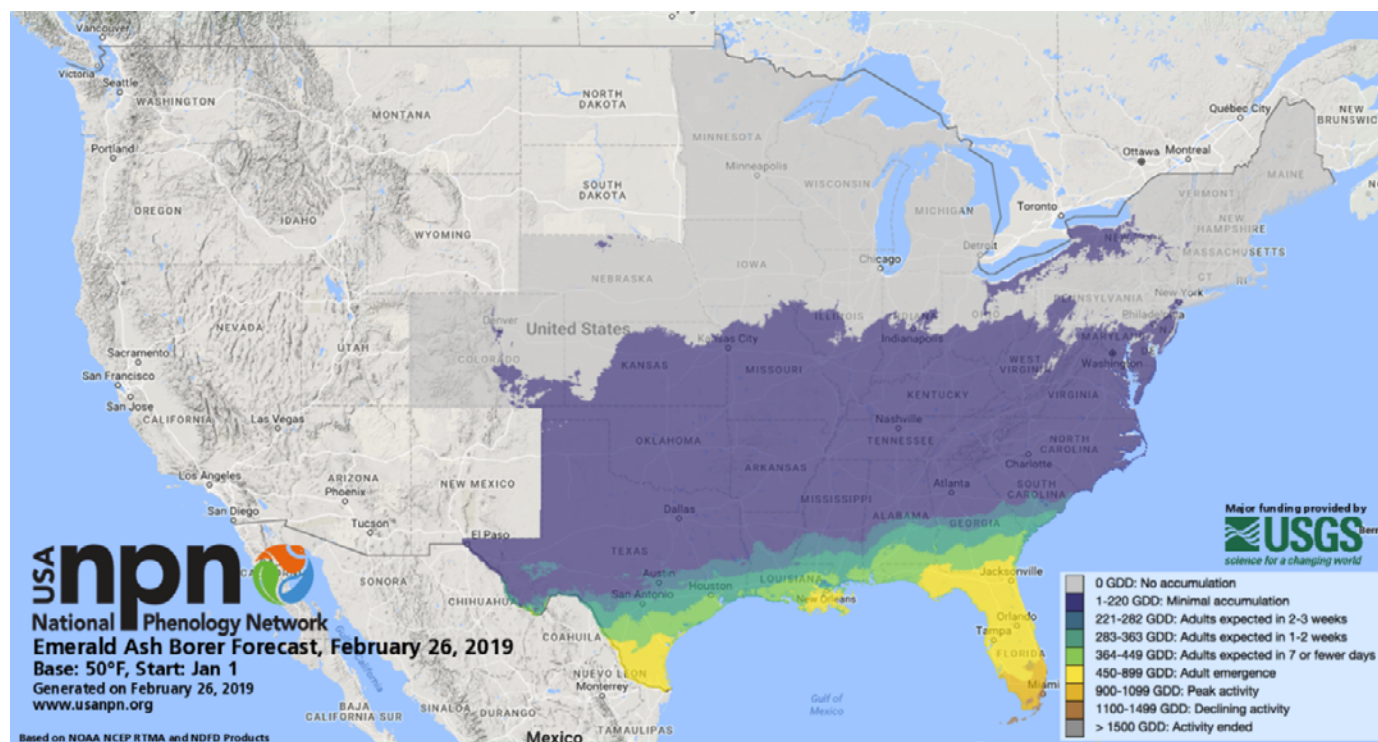 Vancouver
Victoria
Seattle
WASHINGTON
Portland
OREGON
MONTANA
IDAHO
WYOMING
NORTH
DAKOTA
SOUTH
DAKOTA
MINNESOTA
Minneapolis
WISCONSIN
MICHIGAN
Detroit
Chicago
IOWA
NEBRASKA
Ottawa
Montreal
Québec City
NEW
BRUNSWIC
MAINE
VERMONT
NEW
HAMPSHIRE
MASSACHUSETTS
CT
RI
Toronto
NEW
New York
PENNSYLVANIA
Philadelphia
MARYLAND
NJ
DE
Washington
OHIO
INDIANA
Indianapolis
ILLINOIS
WEST
VIRGINIA
VIRGINIA
KENTUCKY
Nashville
TENNESSEE
NORTH
CAROLINA
Charlotte
SOUTH
CAROLINA
Atlanta
GEORGIA
ALABAMA
MISSISSIPPI
ARKANSAS
MISSOURI
Kansas City
KANSAS
United States
Denver
COLORADO
UTAH
NEVADA
Sacramento
San Francisco
San Jose
CALIFORNIA
Las Vegas
Los Angeles
San Diego
ARIZONA
Phoenix
Tucson
NEW MEXICO
El Paso
OKLAHOMA
Dallas
TEXAS
Austin
San Antonio
Houston
LOUISIANA
New Orleans
Jacksonville
Orlando
Tampa
FLORIDA
Miami
Gulf of
Mexico
SONORA
CHIHUAHUA
COAHUILA
NUEVO LEON
Monterrey
TAMAULIPAS
DURANGO
SINALOA
BAJA
CALIFORNIA SUR
Gulf of
California
Mexico
USA npn
National Phenology Network
Emerald Ash Borer Forecast, February 26, 2019
Base: 50°F, Start: Jan 1
Generated on February 26, 2019
www.usanpn.org
Based on NOAA NCEP RTMA and NDFD Products
Major funding provided by
USGS
science for a changing world
0 GDD: No accumulation
1-220 GDD: Minimal accumulation
221-282 GDD: Adults expected in 2-3 weeks
283-363 GDD: Adults expected in 1-2 weeks
364-449 GDD: Adults expected in 7 or fewer days
450-899 GDD: Adult emergence
900-1099 GDD: Peak activity
1100-1499 GDD: Declining activity
> 1500 GDD: Activity ended